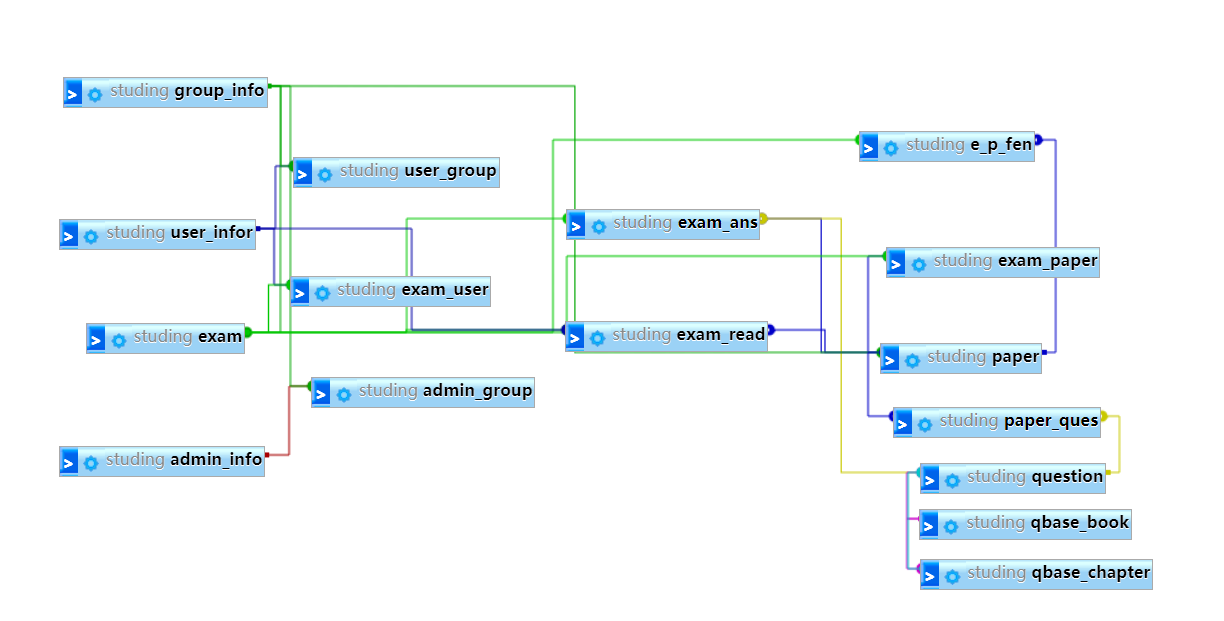 studing group_info
studing e_p_fen
studing user_group
studing exam_ans
studing user_infor
studing exam_paper
studing exam_user
studing exam_read
studing exam
studing paper
studing admin_group
studing paper_ques
studing admin_info
studing question
studing qbase_book
studing qbase_chapter